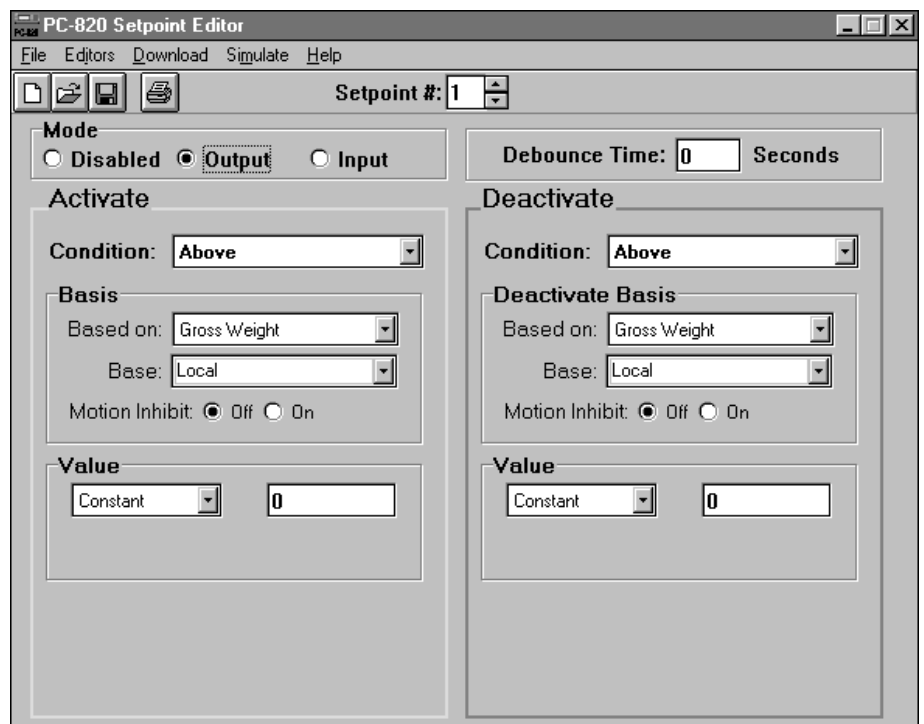 PC-820 Setpoint Editor
File Editors Download Simulate Help
Setpoint #: 1
Mode
Disabled Output Input
Debounce Time: 0 Seconds
Activate
Condition: Above
Basis
Based on: Gross Weight
Base: Local
Motion Inhibit: Off On
Value
Constant 0
Deactivate
Condition: Above
Deactivate Basis
Based on: Gross Weight
Base: Local
Motion Inhibit: Off On
Value
Constant 0